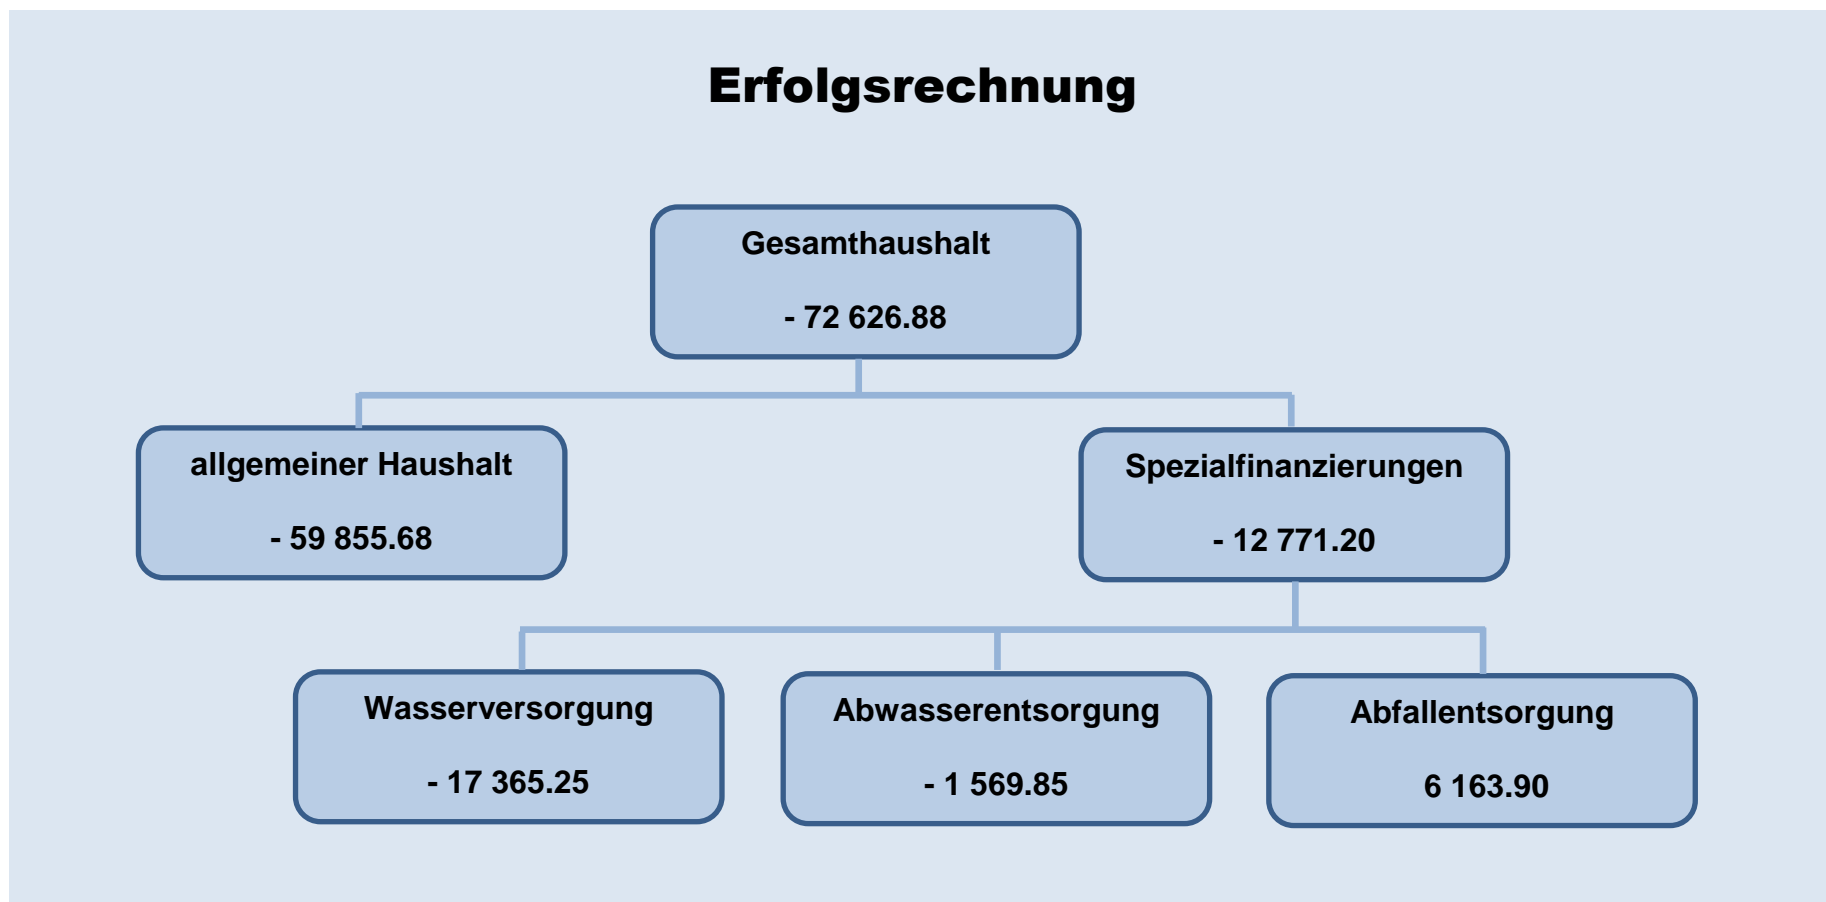 Erfolgsrechnung
Gesamthaushalt
- 72 626.88
allgemeiner Haushalt
- 59 855.68
Spezialfinanzierungen
- 12 771.20
Wasserversorgung
- 17 365.25
Abwasserentsorgung
- 1 569.85
Abfallentsorgung
6 163.90